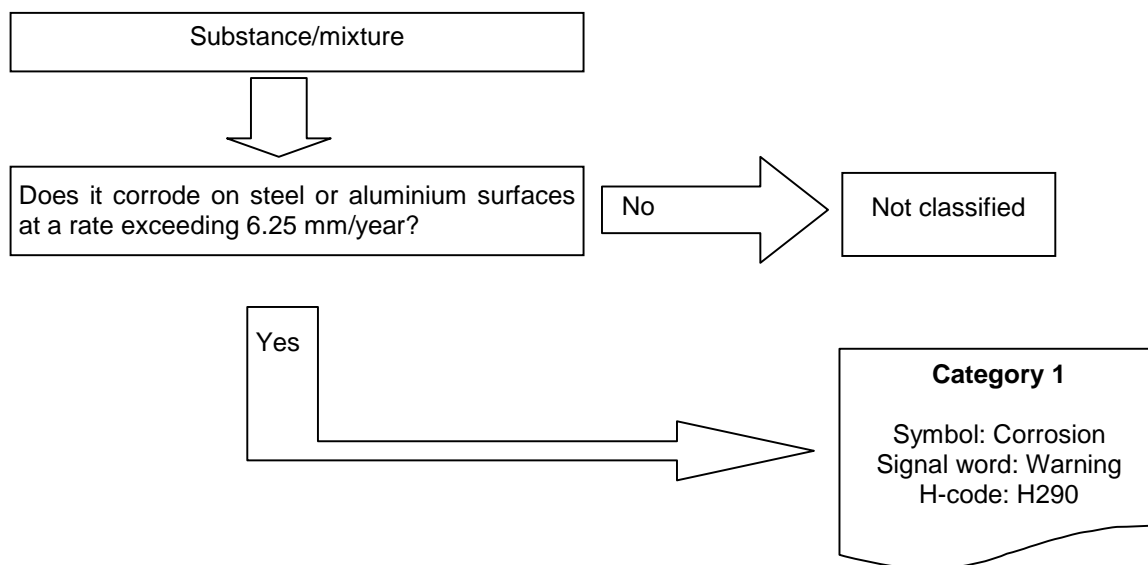 Substance/mixture
Does it corrode on steel or aluminium surfaces
at a rate exceeding 6.25 mm/year?
No
Not classified
Yes
Category 1
Symbol: Corrosion
Signal word: Warning
H-code: H290